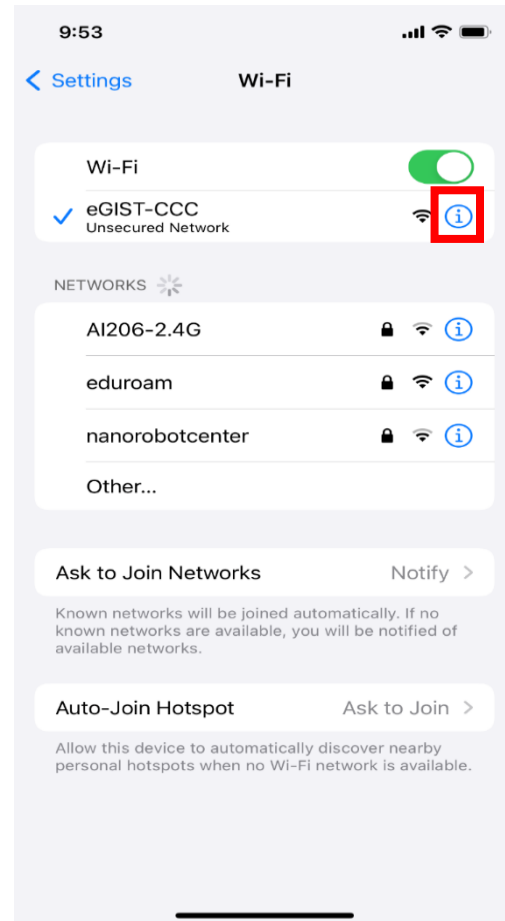 9:53
Settings
Wi-Fi
Wi-Fi
eGIST-CCC
Unsecured Network
NETWORKS
AI206-2.4G
eduroam
nanorobotcenter
Other...
Ask to Join Networks Notify
Known networks will be joined automatically. If no
known networks are available, you will be notified of
available networks.
Auto-Join Hotspot Ask to Join
Allow this device to automatically discover nearby
personal hotspots when no Wi-Fi network is available.